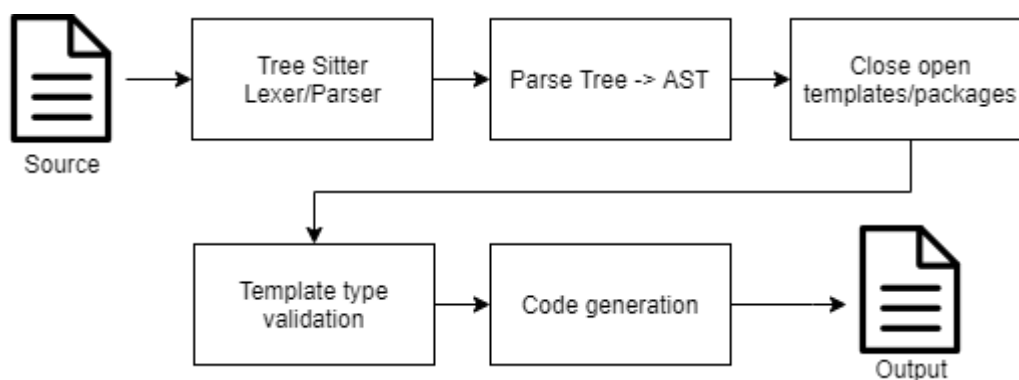 Tree Sitter
Lexer/Parser
Parse Tree -> AST
Close open
templates/packages
Source
Template type
validation
Code generation
Output